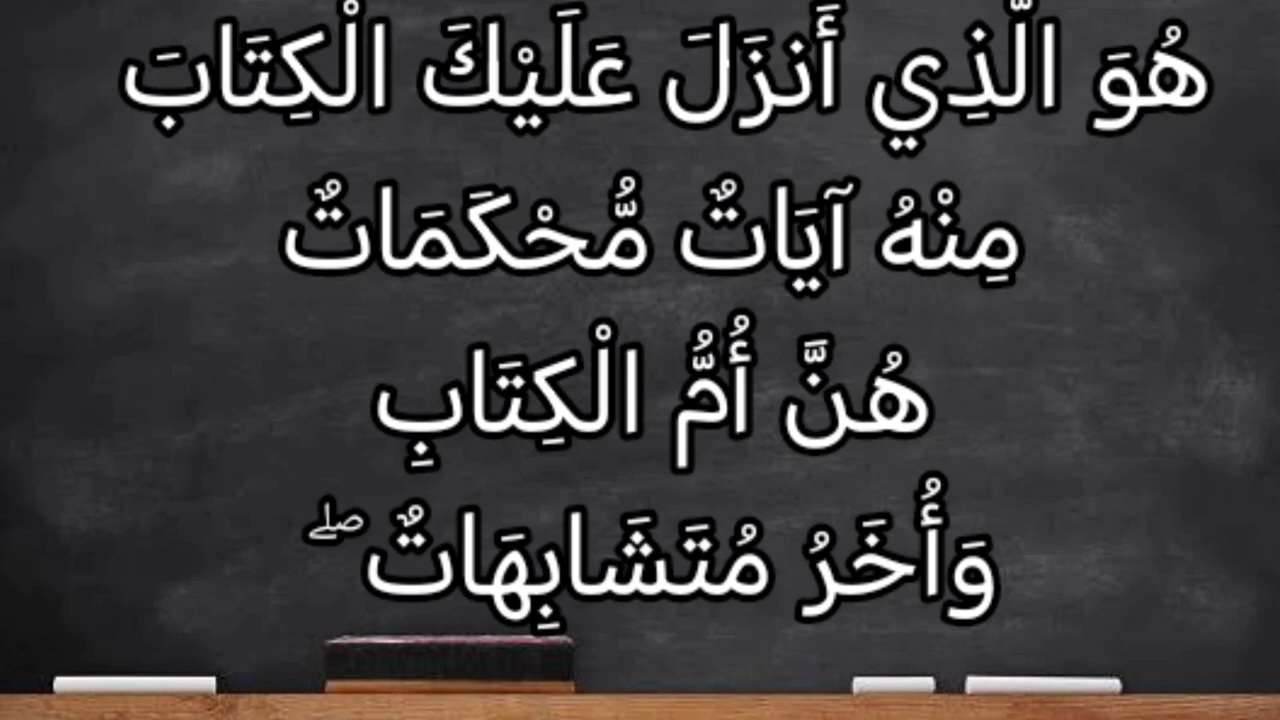 هُوَ الَّذِي أَنزَلَ عَلَيْكَ الْكِتَابَ
مِنْهُ آيَاتٌ مُّحْكَمَاتٌ
هُنَّ أُمُّ الْكِتَابِ
وَأُخَرُ مُتَشَابِهَاتٌ ۖ